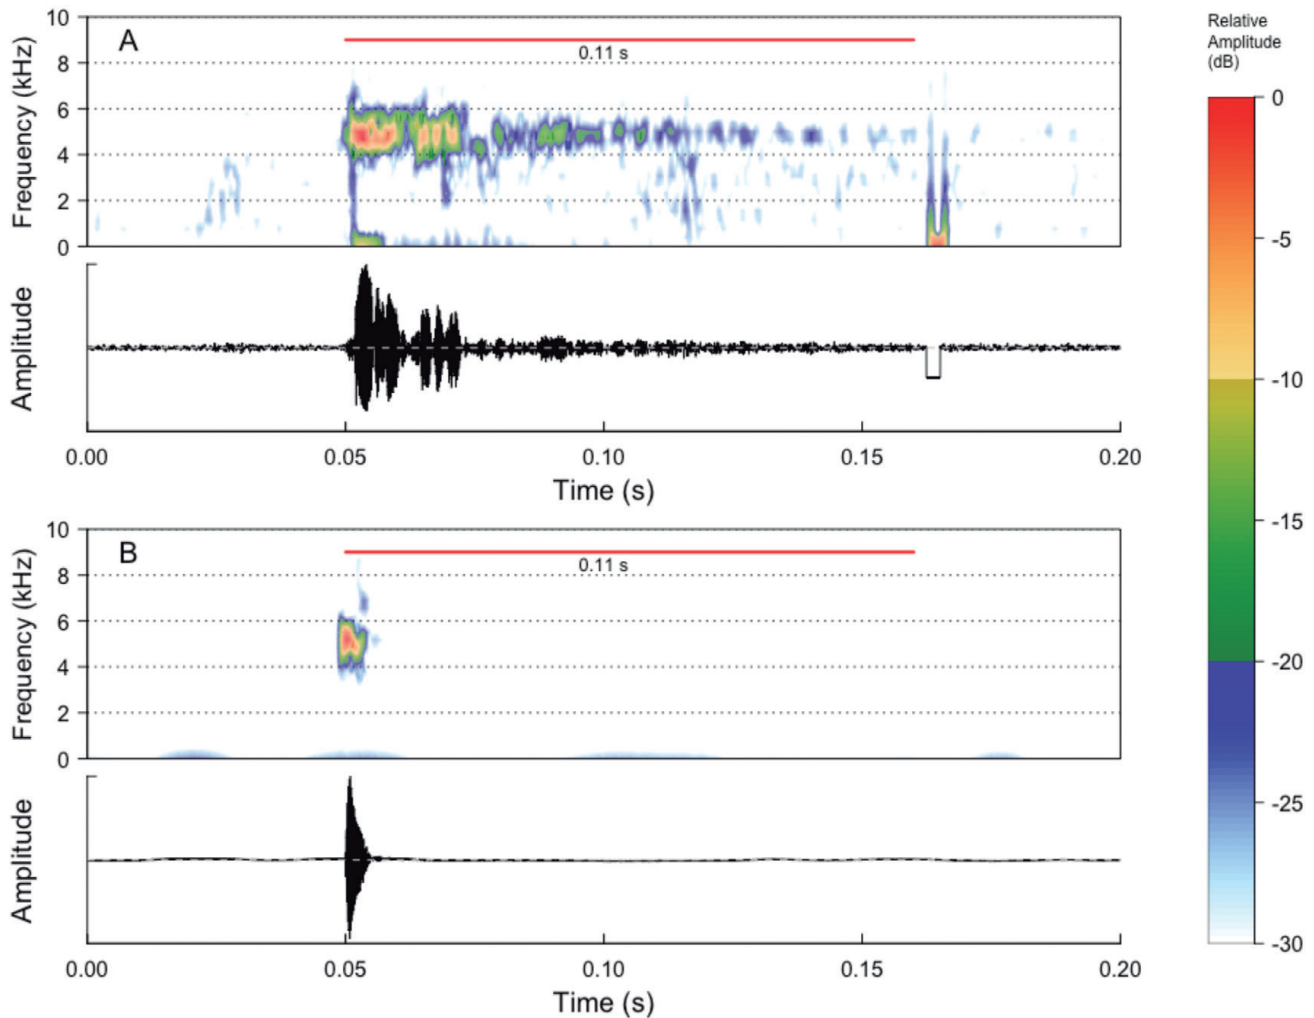 A
0.11 s
Frequency (kHz)
10
8
6
4
2
0
Amplitude
0.00 0.05 0.10 0.15 0.20
Time (s)
B
0.11 s
Frequency (kHz)
10
8
6
4
2
0
Amplitude
0.00 0.05 0.10 0.15 0.20
Time (s)
Relative
Amplitude
(dB)
0
-5
-10
-15
-20
-25
-30